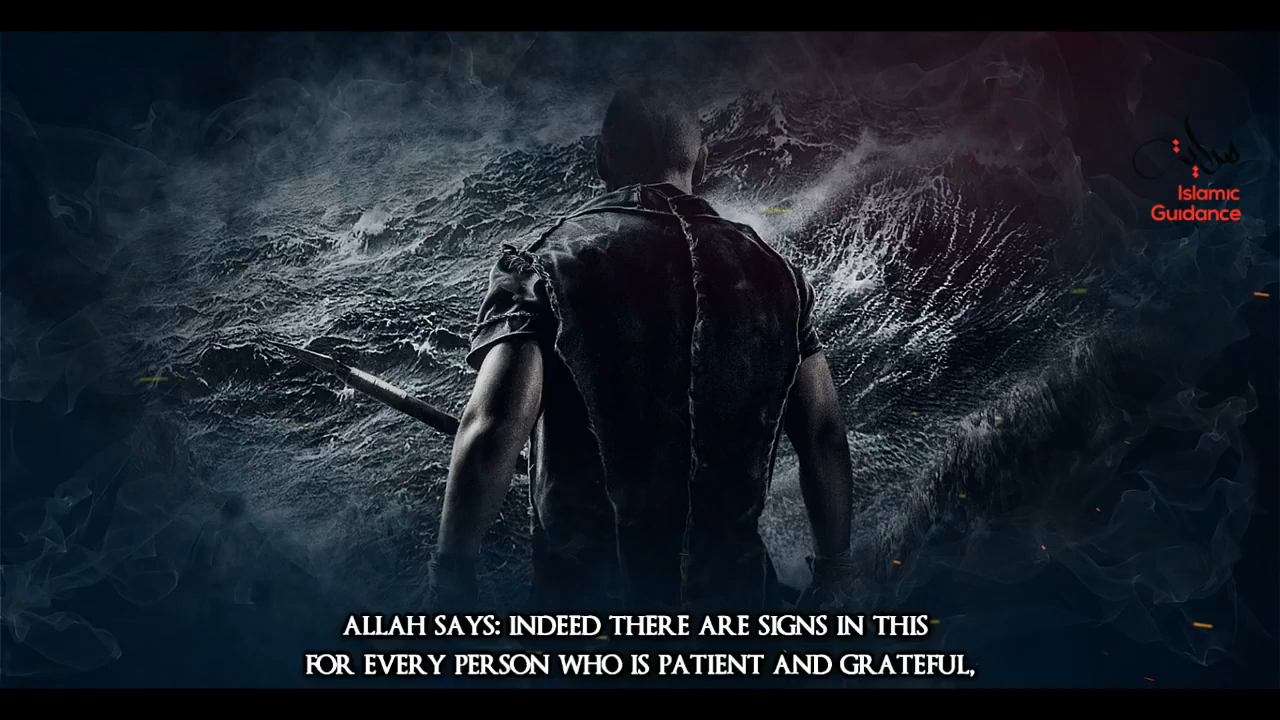 Islamic
Guidance
ALLAH SAYS: INDEED THERE ARE SIGNS IN THIS
FOR EVERY PERSON WHO IS PATIENT AND GRATEFUL,